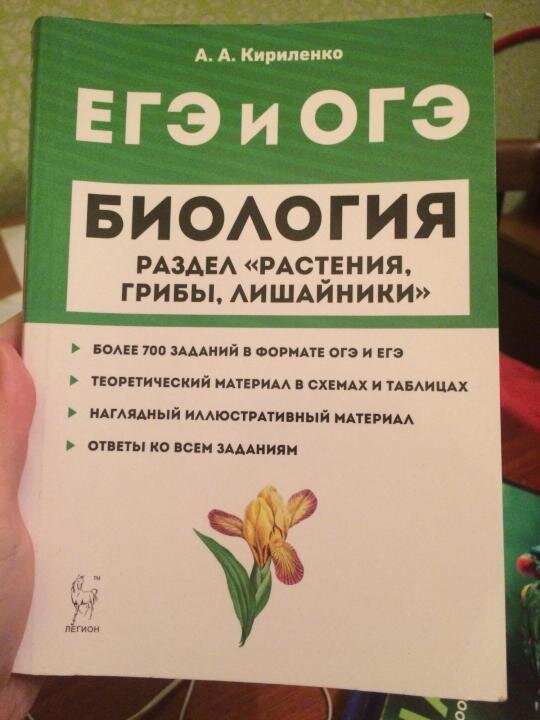 А. А. Кириленко
ЕГЭ и ОГЭ
БИОЛОГИЯ
РАЗДЕЛ «РАСТЕНИЯ,
ГРИБЫ, ЛИШАЙНИКИ»
БОЛЕЕ 700 ЗАДАНИЙ В ФОРМАТЕ ОГЭ И ЕГЭ
ТЕОРЕТИЧЕСКИЙ МАТЕРИАЛ В СХЕМАХ И ТАБЛИЦАХ
НАГЛЯДНЫЙ ИЛЛЮСТРАТИВНЫЙ МАТЕРИАЛ
ОТВЕТЫ КО ВСЕМ ЗАДАНИЯМ
TM
ЛЕГИОН